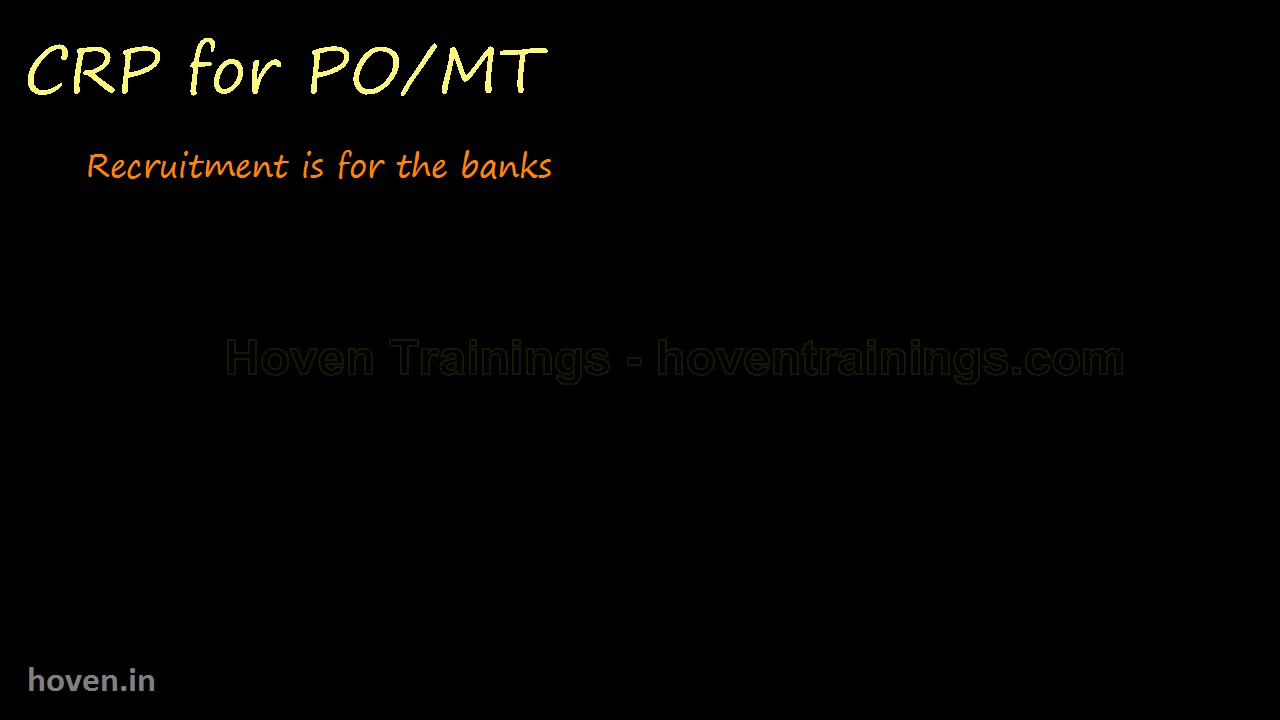 CRP for PO/MT
Recruitment is for the banks
Hoven Trainings - hoventrainings.com
hoven.in